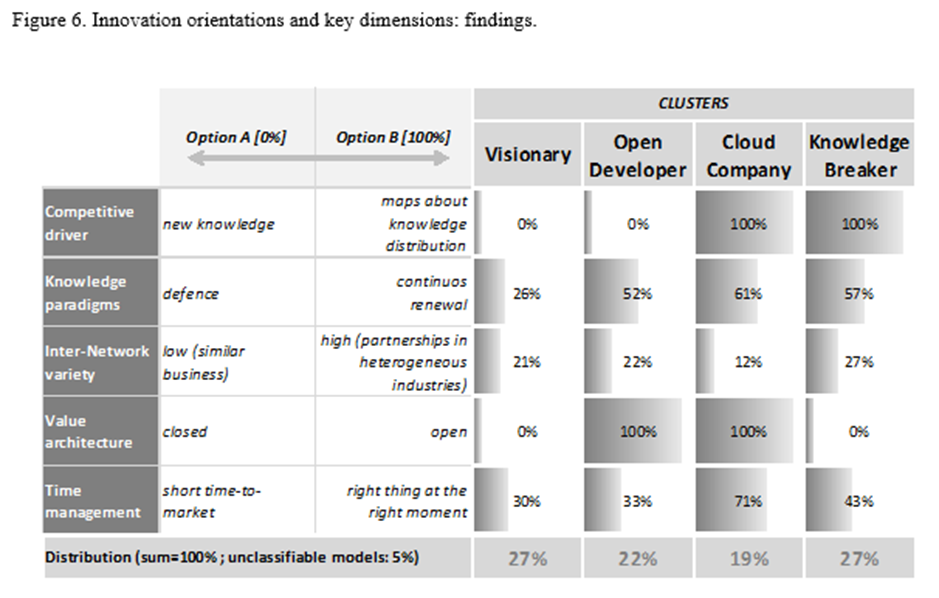 Figure 6. Innovation orientations and key dimensions: findings.
CLUSTERS
Option A [0%]
Option B [100%]
Visionary
Open
Developer
Cloud
Company
Knowledge
Breaker
Competitive
driver
new knowledge
maps about
knowledge
distribution
0%
0%
100%
100%
Knowledge
paradigms
defence
continuos
renewal
26%
52%
61%
57%
Inter-Network
variety
low (similar
business)
high (partnerships in
heterogeneous
industries)
21%
22%
12%
27%
Value
architecture
closed
open
0%
100%
100%
0%
Time
management
short time-to-
market
right thing at the
right moment
30%
33%
71%
43%
Distribution (sum=100% ; unclassifiable models: 5%)
27%
22%
19%
27%